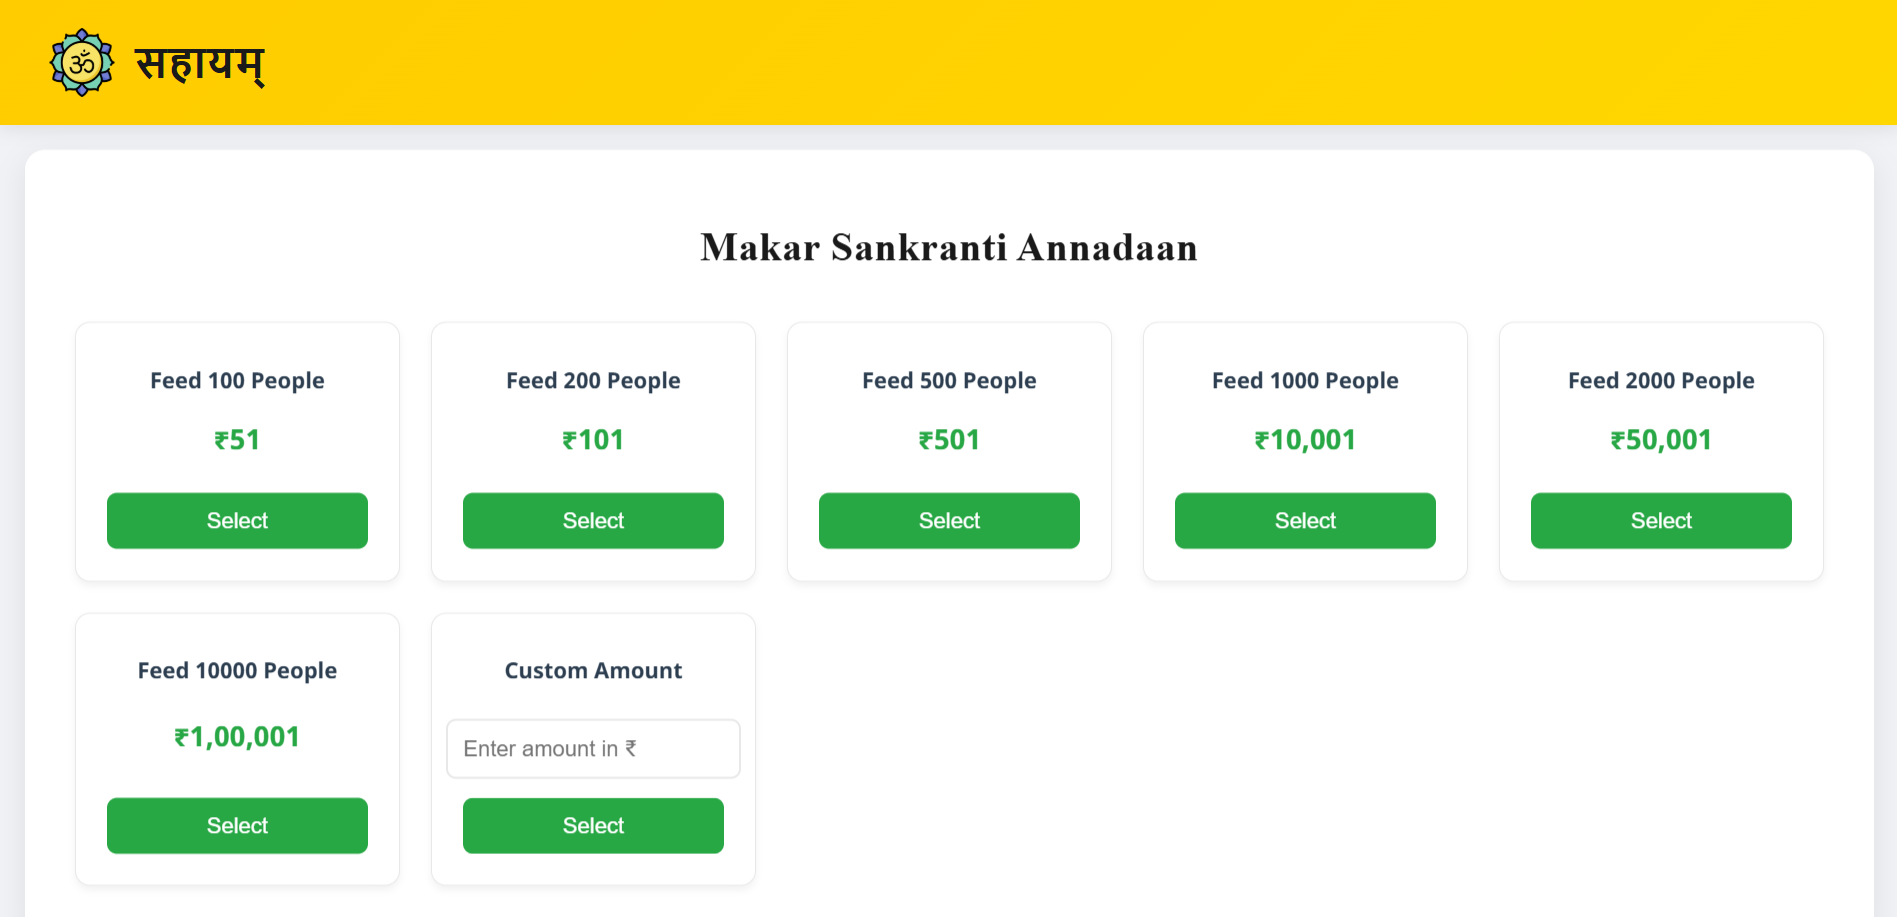 ॐ
सहायम्
Makar Sankranti Annadaan
Feed 100 People
₹51
Select
Feed 200 People
₹101
Select
Feed 500 People
₹501
Select
Feed 1000 People
₹10,001
Select
Feed 2000 People
₹50,001
Select
Feed 10000 People
₹1,00,001
Select
Custom Amount
Enter amount in ₹
Select